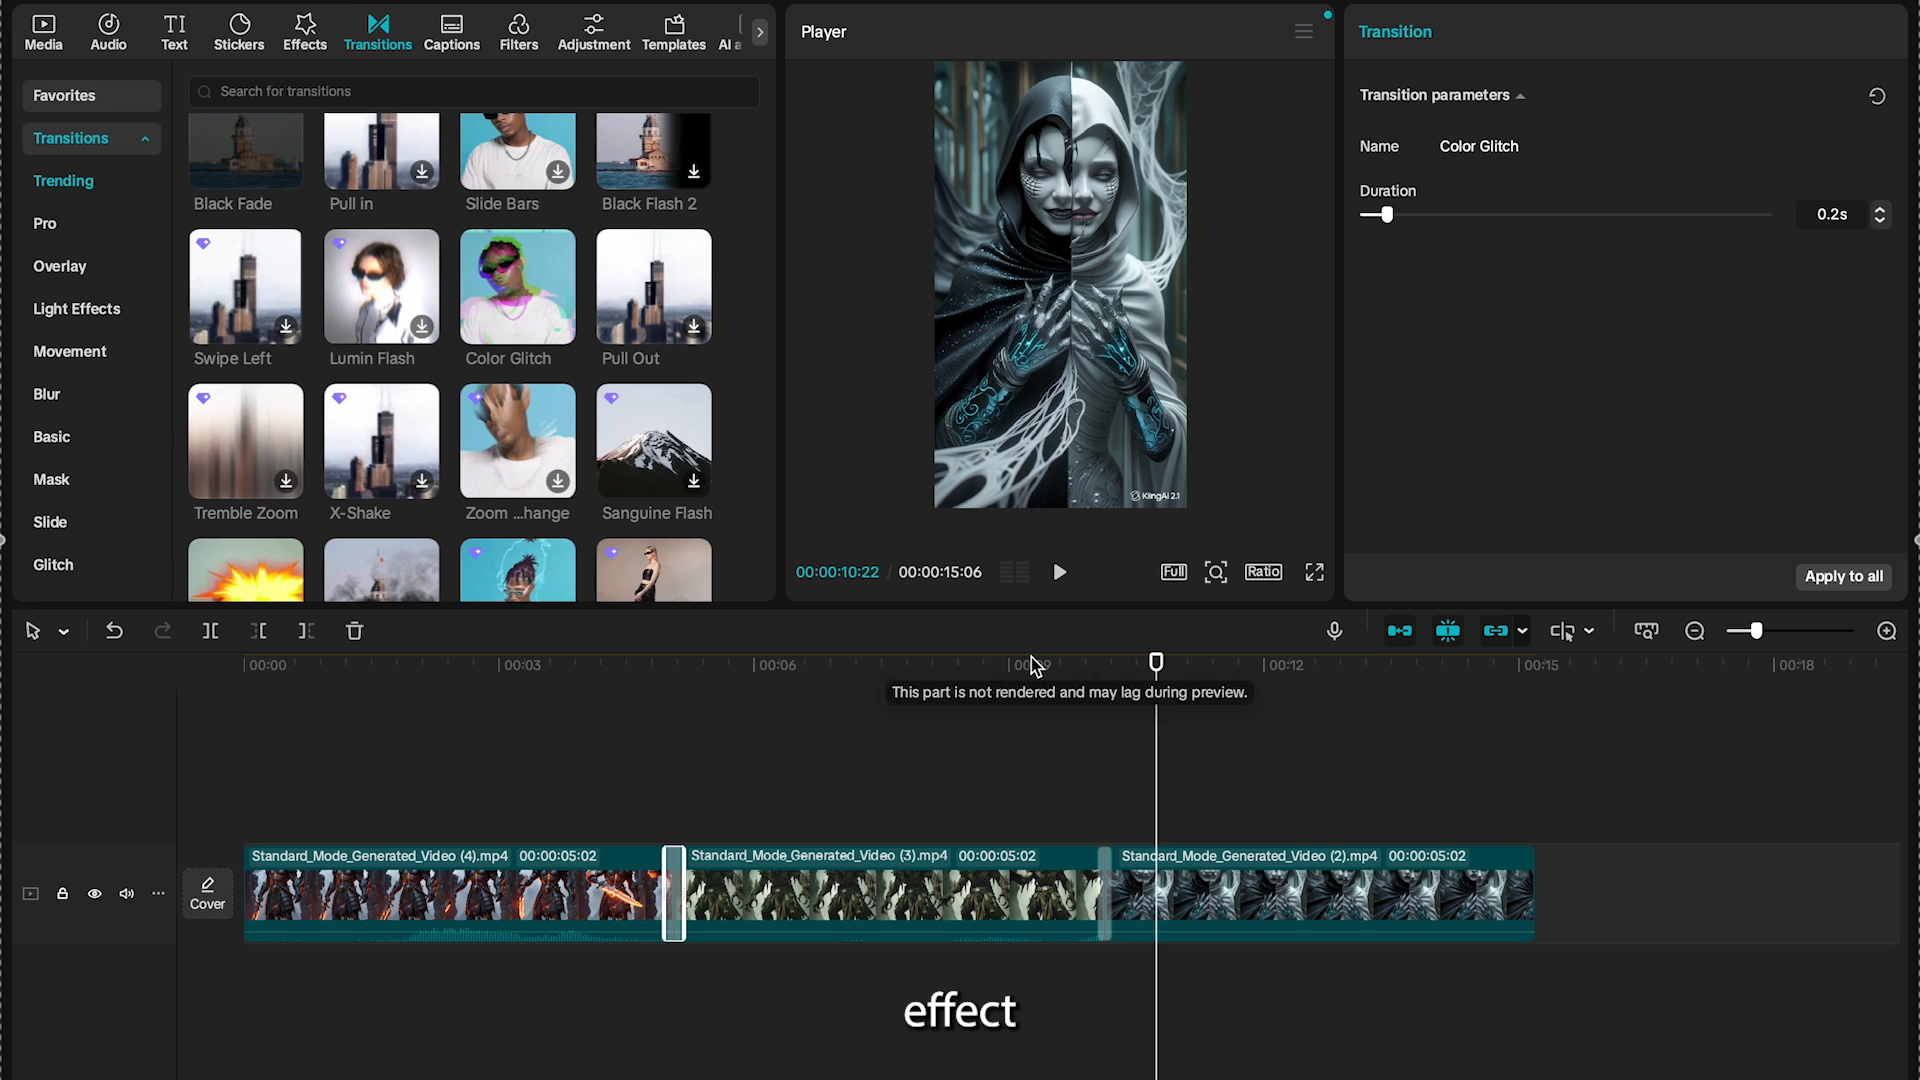 Media
Audio
Text
Stickers
Effects
Transitions
Captions
Filters
Adjustment
Templates
AI a
Favorites
Transitions
Trending
Pro
Overlay
Light Effects
Movement
Blur
Basic
Mask
Slide
Glitch
Search for transitions
Black Fade
Pull in
Slide Bars
Black Flash 2
Swipe Left
Lumin Flash
Color Glitch
Pull Out
Tremble Zoom
X-Shake
Zoom ...hange
Sanguine Flash
Player
KlingAI 2.1
00:00:10:22 / 00:00:15:06
Full
Ratio
Transition
Transition parameters
Name Color Glitch
Duration
0.2s
Apply to all
00:00
00:03
00:06
00:09
00:12
00:15
00:18
This part is not rendered and may lag during preview.
Cover
Standard_Mode_Generated_Video (4).mp4 00:00:05:02
Standard_Mode_Generated_Video (3).mp4 00:00:05:02
Standard_Mode_Generated_Video (2).mp4 00:00:05:02
effect